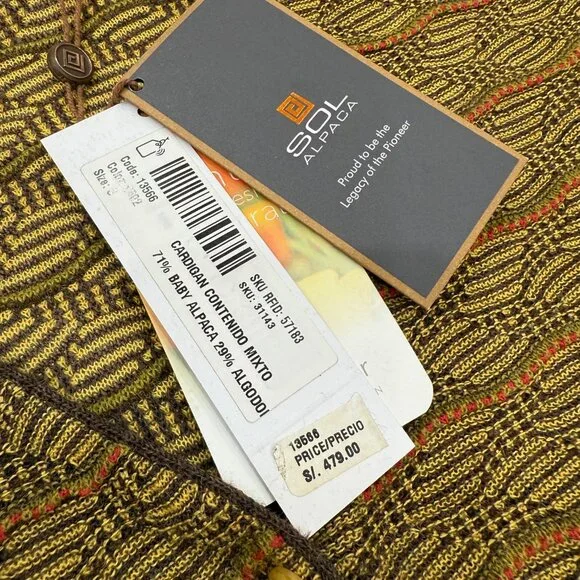 SOL
ALPACA
Proud to be the
Legacy of the Pioneer
Code: 13566
Size: S
SKU RFID: 57183
SKU: 31143
CARDIGAN CONTENIDO MIXTO
71% BABY ALPACA 29% ALGODO
13566
PRICE/PRECIO
S/. 479.00